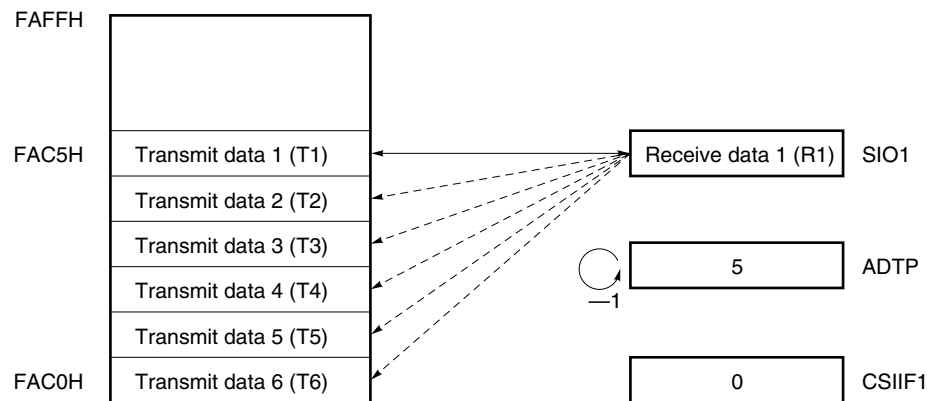 FAFFH
FAC5H Transmit data 1 (T1) Receive data 1 (R1) SIO1
Transmit data 2 (T2)
Transmit data 3 (T3) 5 ADTP
Transmit data 4 (T4) —1
Transmit data 5 (T5)
FAC0H Transmit data 6 (T6) 0 CSIIF1